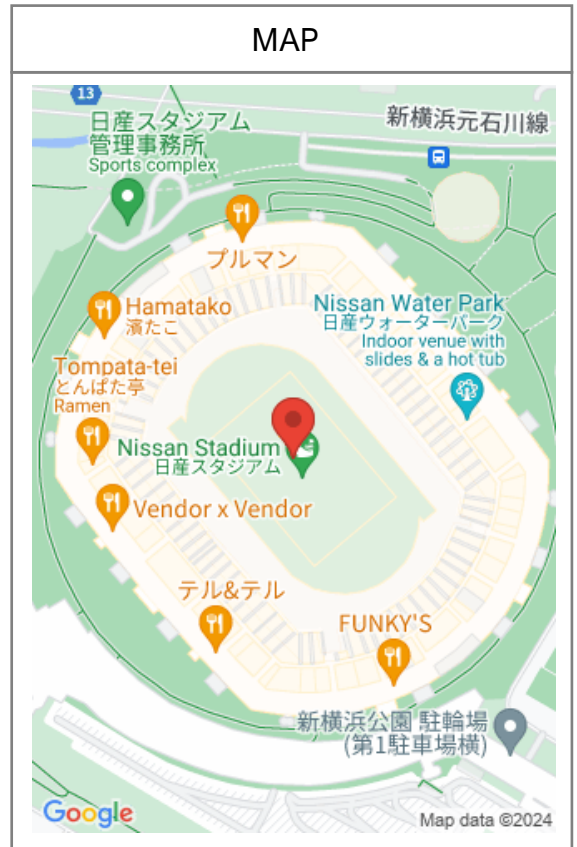 MAP
13
日産スタジアム
管理事務所
Sports complex
新横浜元石川線
プルマン
Hamatako
濱たこ
Nissan Water Park
日産ウォーターパーク
Indoor venue with
slides & a hot tub
Tompata-tei
とんぱた亭
Ramen
Nissan Stadium
日産スタジアム
Vendor x Vendor
テル&テル
FUNKY'S
新横浜公園 駐輪場
(第1駐車場横)
Google
Map data ©2024